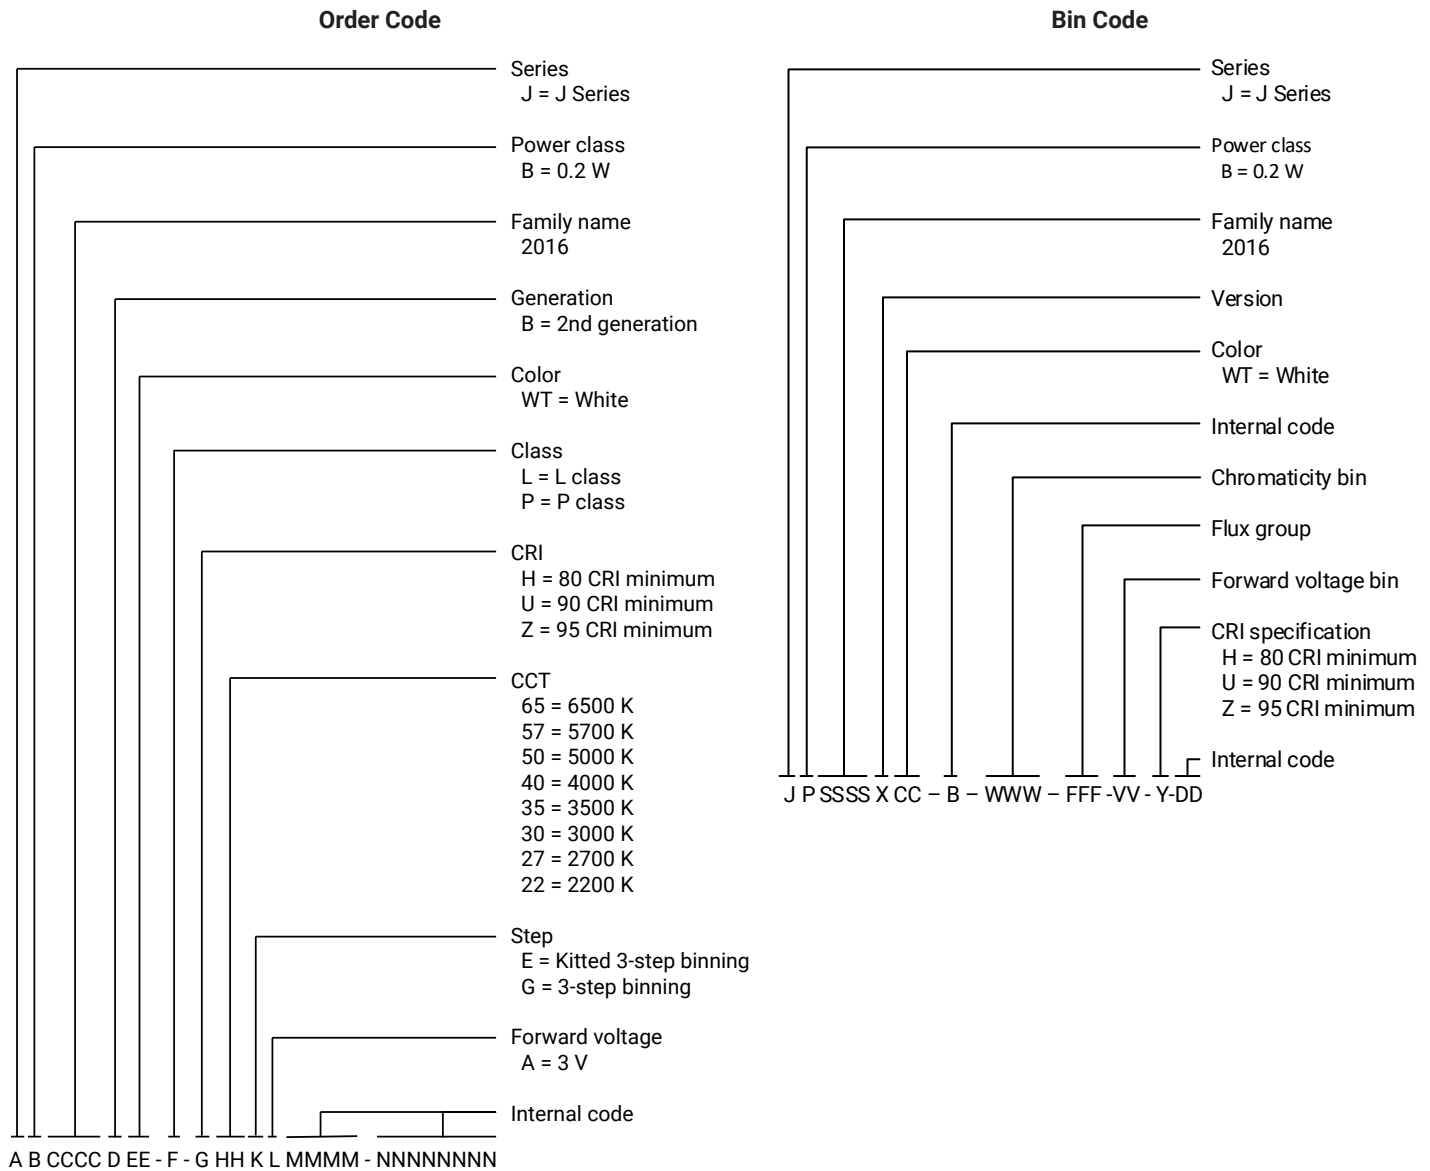 Order Code
Series
J = J Series
Power class
B = 0.2 W
Family name
2016
Generation
B = 2nd generation
Color
WT = White
Class
L = L class
P = P class
CRI
H = 80 CRI minimum
U = 90 CRI minimum
Z = 95 CRI minimum
CCT
65 = 6500 K
57 = 5700 K
50 = 5000 K
40 = 4000 K
35 = 3500 K
30 = 3000 K
27 = 2700 K
22 = 2200 K
Step
E = Kitted 3-step binning
G = 3-step binning
Forward voltage
A = 3 V
Internal code
A B CCCC D EE - F - G HH K L MMMM - NNNNNNNN
Bin Code
Series
J = J Series
Power class
B = 0.2 W
Family name
2016
Version
Color
WT = White
Internal code
Chromaticity bin
Flux group
Forward voltage bin
CRI specification
H = 80 CRI minimum
U = 90 CRI minimum
Z = 95 CRI minimum
Internal code
J P SSSS X CC – B – WWW – FFF -VV - Y-DD